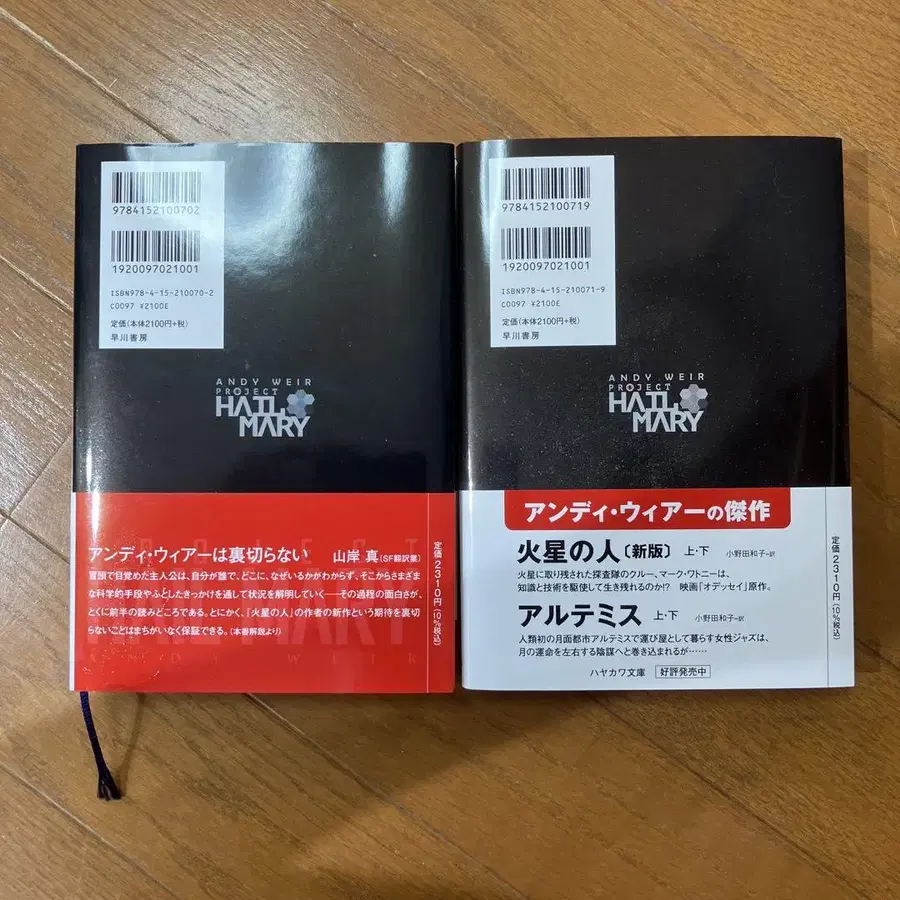 9784152100702
1920097021001
ISBN978-4-15-210070-2
C0097 ¥2100E
定価(本体2100円+税)
早川書房
ANDY WEIR
PROJECT
HAIL
MARY
アンディ・ウィアーは裏切らない 山岸 真(SF翻訳業)
冒頭で目覚めた主人公は、自分が誰で、どこに、なぜいるかがわからず、そこからさまざま
な科学的手段やふとしたきっかけを通して状況を解明していく──その過程の面白さが、
とくに前半の読みどころである。とにかく、『火星の人』の作者の新作という期待を裏切
らないことはまちがいなく保証できる。(本書解説より)
PROJECT
HAIL MARY
ANDY WEIR
定価2310円(10%税込)
9784152100719
1920097021001
ISBN978-4-15-210071-9
C0097 ¥2100E
定価(本体2100円+税)
早川書房
ANDY WEIR
PROJECT
HAIL
MARY
アンディ・ウィアーの傑作
火星の人〔新版〕 上・下 小野田和子=訳
火星に取り残された探査隊のクルー、マーク・ワトニーは、
知識と技術を駆使して生き残れるのか!? 映画「オデッセイ」原作。
アルテミス 上・下 小野田和子=訳
人類初の月面都市アルテミスで運び屋として暮らす女性ジャズは、
月の運命を左右する陰謀へと巻き込まれるが……
ハヤカワ文庫 好評発売中
定価2310円(10%税込)